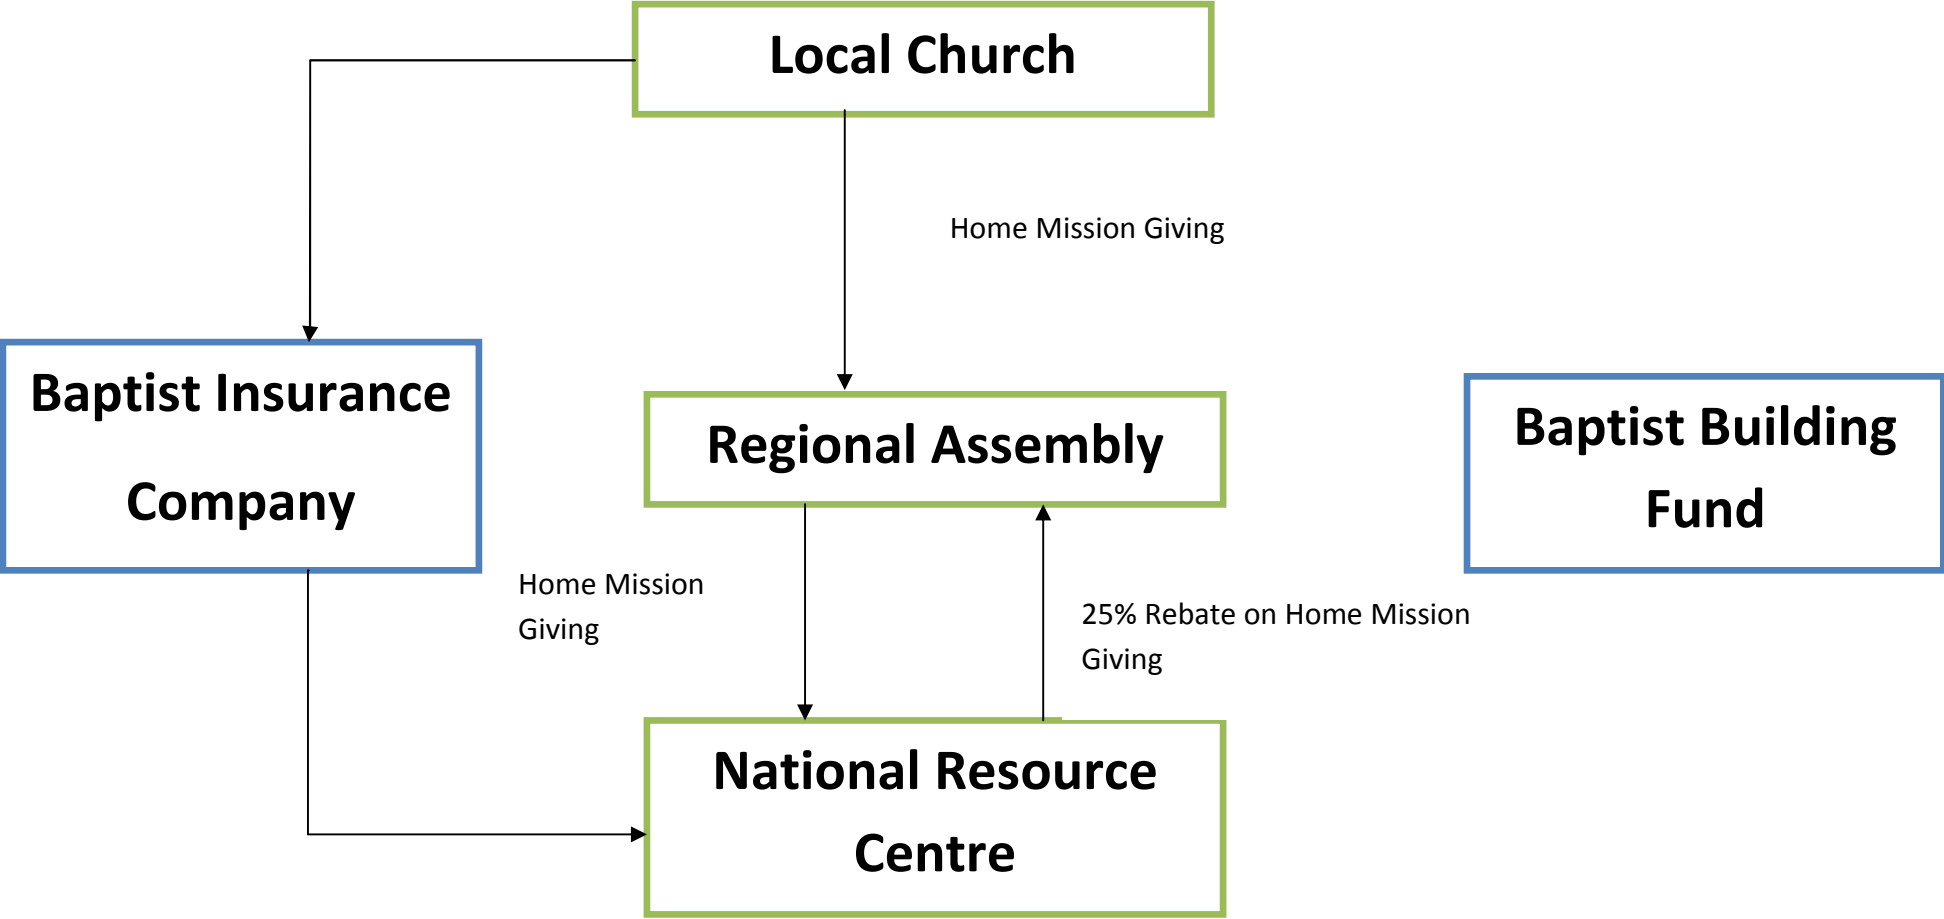 Local Church
Home Mission Giving
Baptist Insurance
Company
Regional Assembly
Baptist Building
Fund
Home Mission
Giving
25% Rebate on Home Mission
Giving
National Resource
Centre